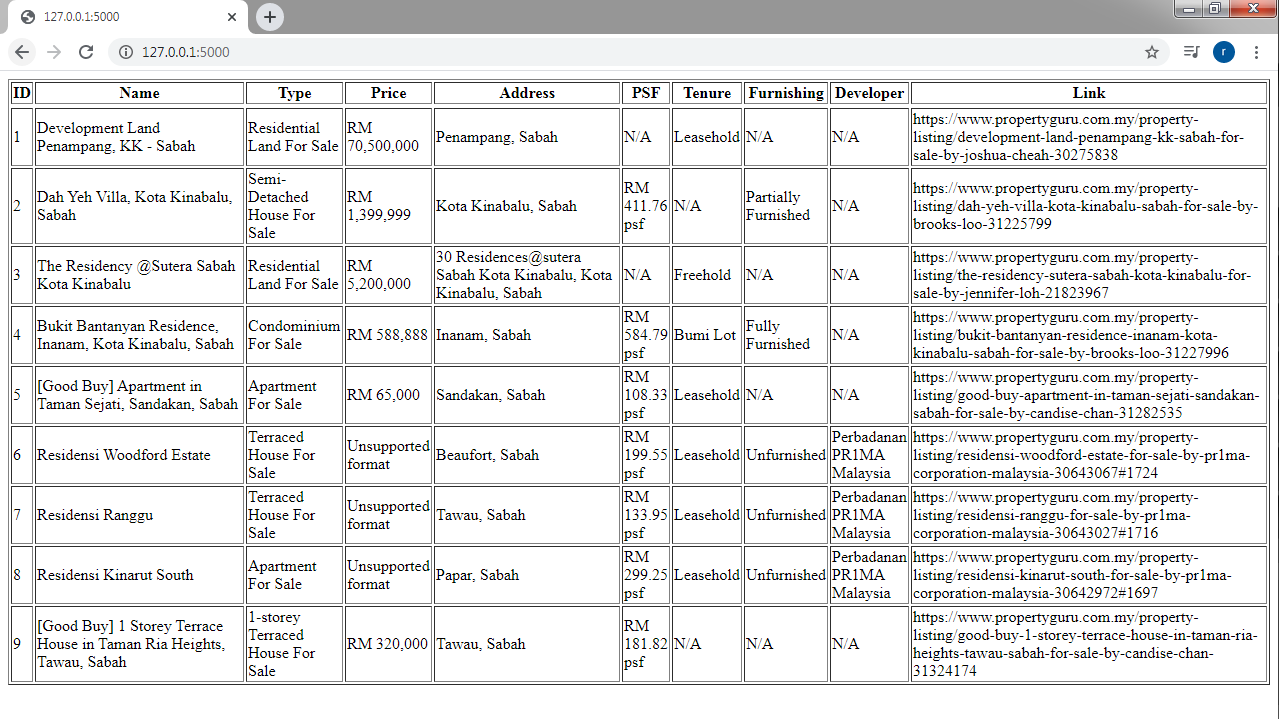 127.0.0.1:5000
127.0.0.1:5000
r
ID Name Type Price Address PSF Tenure Furnishing Developer Link
1
Development Land
Penampang, KK - Sabah
Residential
Land For Sale
RM
70,500,000
Penampang, Sabah
N/A
Leasehold
N/A
N/A
https://www.propertyguru.com.my/property-
listing/development-land-penampang-kk-sabah-for-
sale-by-joshua-cheah-30275838
2
Dah Yeh Villa, Kota Kinabalu,
Sabah
Semi-
Detached
House For
Sale
RM
1,399,999
Kota Kinabalu, Sabah
RM
411.76
psf
N/A
Partially
Furnished
N/A
https://www.propertyguru.com.my/property-
listing/dah-yeh-villa-kota-kinabalu-sabah-for-sale-by-
brooks-loo-31225799
3
The Residency @Sutera Sabah
Kota Kinabalu
Residential
Land For Sale
RM
5,200,000
30 Residences@sutera
Sabah Kota Kinabalu, Kota
Kinabalu, Sabah
N/A
Freehold
N/A
N/A
https://www.propertyguru.com.my/property-
listing/the-residency-sutera-sabah-kota-kinabalu-for-
sale-by-jennifer-loh-21823967
4
Bukit Bantanyan Residence,
Inanam, Kota Kinabalu, Sabah
Condominium
For Sale
RM 588,888
Inanam, Sabah
RM
584.79
psf
Bumi Lot
Fully
Furnished
N/A
https://www.propertyguru.com.my/property-
listing/bukit-bantanyan-residence-inanam-kota-
kinabalu-sabah-for-sale-by-brooks-loo-31227996
5
[Good Buy] Apartment in
Taman Sejati, Sandakan, Sabah
Apartment
For Sale
RM 65,000
Sandakan, Sabah
RM
108.33
psf
Leasehold
N/A
N/A
https://www.propertyguru.com.my/property-
listing/good-buy-apartment-in-taman-sejati-sandakan-
sabah-for-sale-by-candise-chan-31282535
6
Residensi Woodford Estate
Terraced
House For
Sale
Unsupported
format
Beaufort, Sabah
RM
199.55
psf
Leasehold
Unfurnished
Perbadanan
PR1MA
Malaysia
https://www.propertyguru.com.my/property-
listing/residensi-woodford-estate-for-sale-by-pr1ma-
corporation-malaysia-30643067#1724
7
Residensi Ranggu
Terraced
House For
Sale
Unsupported
format
Tawau, Sabah
RM
133.95
psf
Leasehold
Unfurnished
Perbadanan
PR1MA
Malaysia
https://www.propertyguru.com.my/property-
listing/residensi-ranggu-for-sale-by-pr1ma-
corporation-malaysia-30643027#1716
8
Residensi Kinarut South
Apartment
For Sale
Unsupported
format
Papar, Sabah
RM
299.25
psf
Leasehold
Unfurnished
Perbadanan
PR1MA
Malaysia
https://www.propertyguru.com.my/property-
listing/residensi-kinarut-south-for-sale-by-pr1ma-
corporation-malaysia-30642972#1697
9
[Good Buy] 1 Storey Terrace
House in Taman Ria Heights,
Tawau, Sabah
1-storey
Terraced
House For
Sale
RM 320,000
Tawau, Sabah
RM
181.82
psf
N/A
N/A
N/A
https://www.propertyguru.com.my/property-
listing/good-buy-1-storey-terrace-house-in-taman-ria-
heights-tawau-sabah-for-sale-by-candise-chan-
31324174